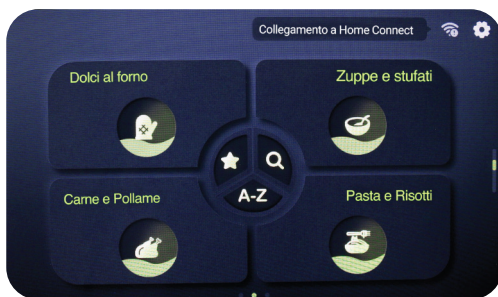 Collegamento a Home Connect
Dolci al forno
Zuppe e stufati
A-Z
Carne e Pollame
Pasta e Risotti